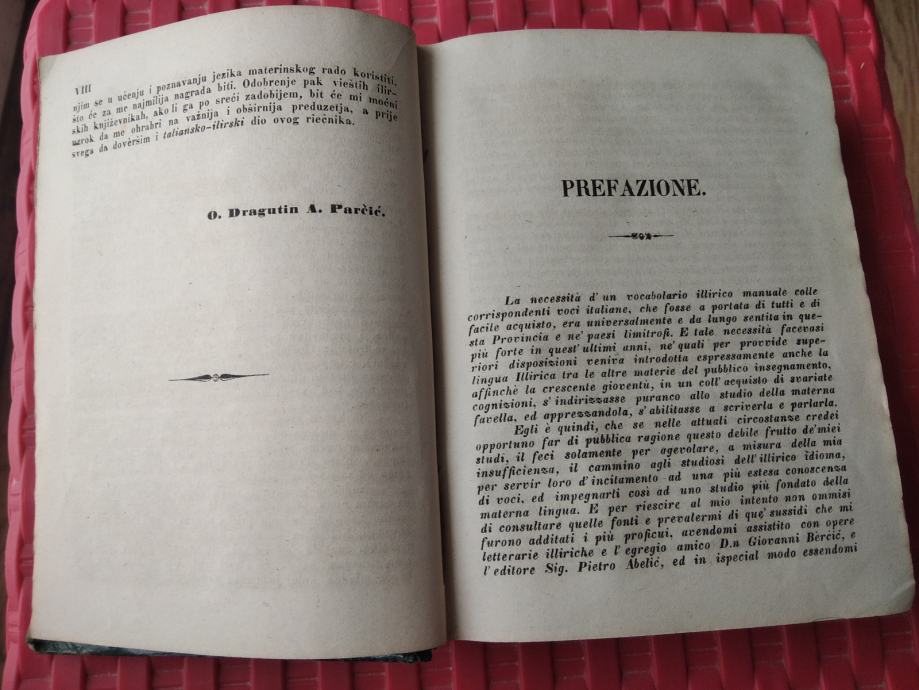 VIII
njim se u učenju i poznavanju jezika materinskog rado koristiti,
što će za me najmilija nagrada biti. Odobrenje pak vieštih ilir-
skih književnikah, ako li ga po sreći zadobijem, bit će mi moćni
uzrok da me ohrabri na važnija i obširnija preduzetja, a prije
svega da dovèršim i taliansko-ilirski dio ovog riečnika.
O. Dragutin A. Parčić.
PREFAZIONE.
La necessità d'un vocabolario illirico manuale colle
corrispondenti voci italiane, che fosse a portata di tutti e di
facile acquisto, era universalmente e da lungo sentita in que-
sta Provincia e ne' paesi limitrofi. E tale necessità facevasi
più forte in quest'ultimi anni, ne'quali per provvide supe-
riori disposizioni veniva introdotta espressamente anche la
lingua Illirica tra le altre materie del pubblico insegnamento,
affinchè la crescente gioventù, in un coll'acquisto di svariate
cognizioni, s'indirizzasse puranco allo studio della materna
favella, ed apprezzandola, s'abilitasse a scriverla e parlarla.
Egli è quindi, che se nelle attuali circostanze credei
opportuno far di pubblica ragione questo debile frutto de'miei
studi, il feci solamente per agevolare, a misura della mia
insufficienza, il cammino agli studiosi dell'illirico idioma,
per servir loro d'incitamento ad una più estesa conoscenza
di voci, ed impegnarli così ad uno studio più fondato della
materna lingua. E per riescire al mio intento non ommisi
di consultare quelle fonti e prevalermi di que' sussidi che mi
furono additati i più proficui, avendomi assistito con opere
letterarie illiriche e l'egregio amico D.n Giovanni Bèrčić, e
l'editore Sig. Pietro Abelić, ed in ispecial modo essendomi